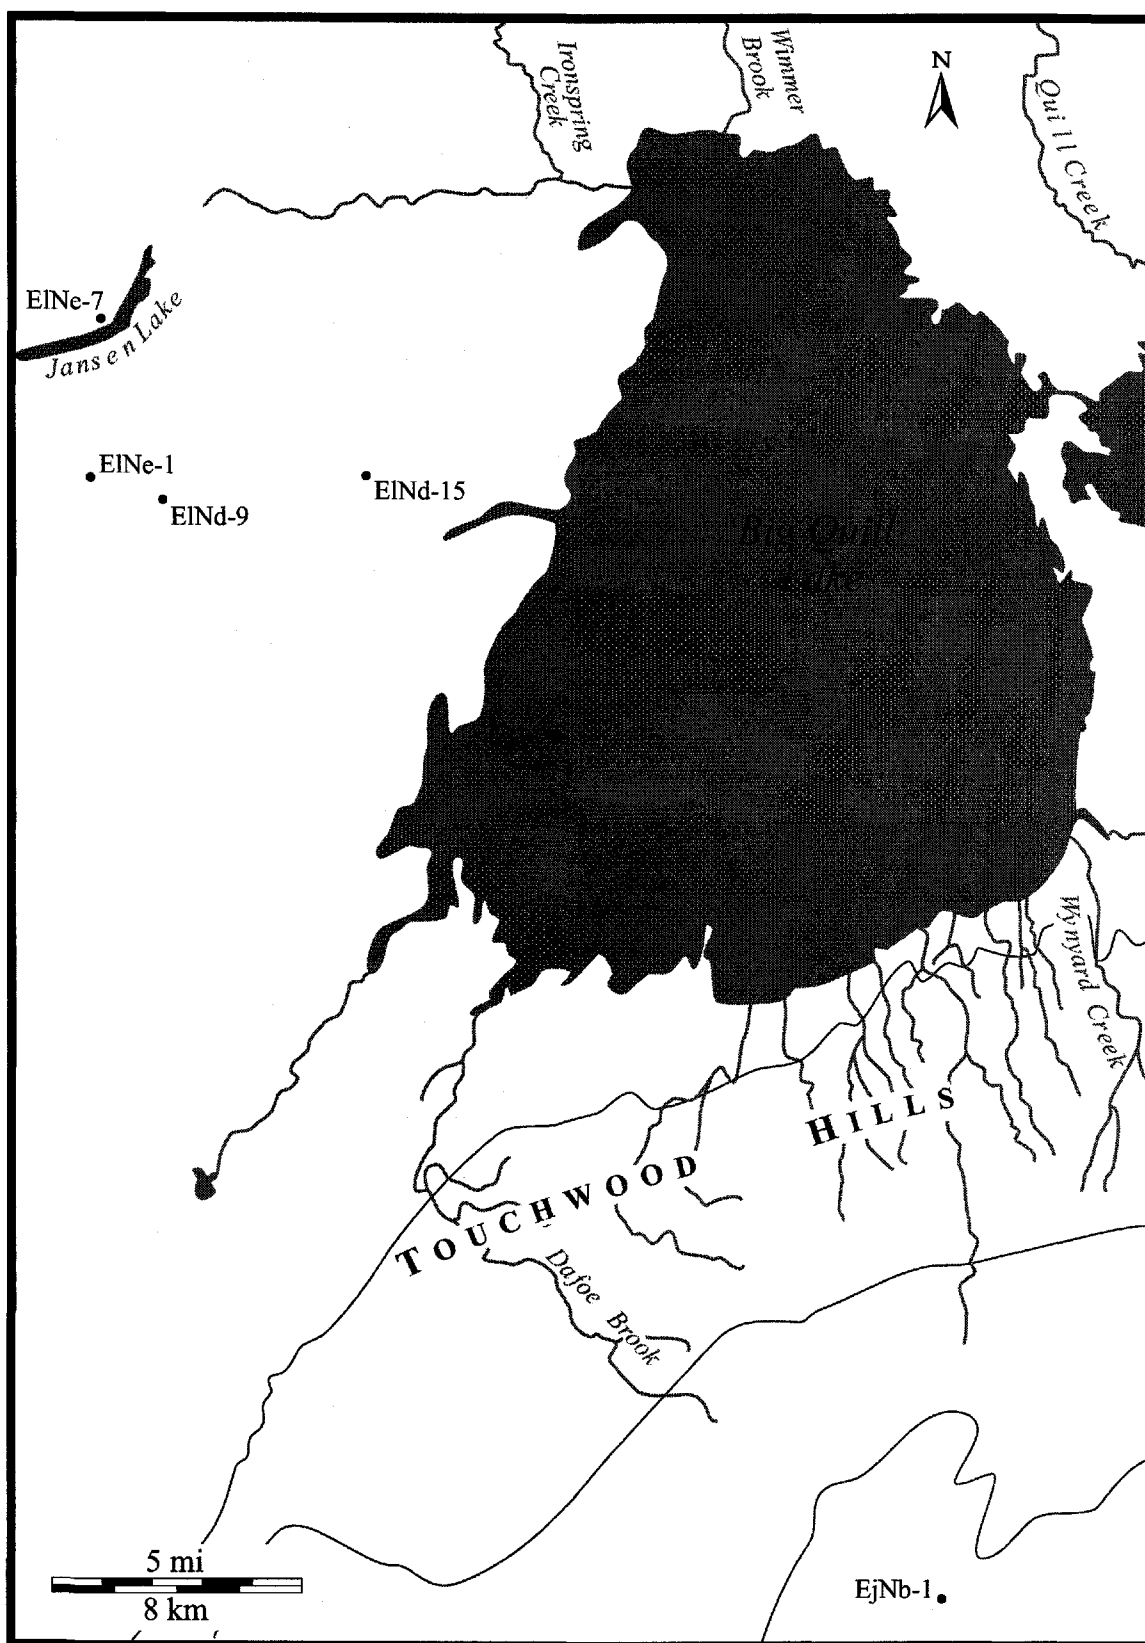 Ironspring
Creek
Wimmer
Brook
N
Quill Creek
ElNe-7
Jansen Lake
ElNe-1
ElNd-9
ElNd-15
Big Quill
Lake
Wynyard Creek
HILLS
TOUCHWOOD
Dafoe Brook
5 mi
8 km
EjNb-1